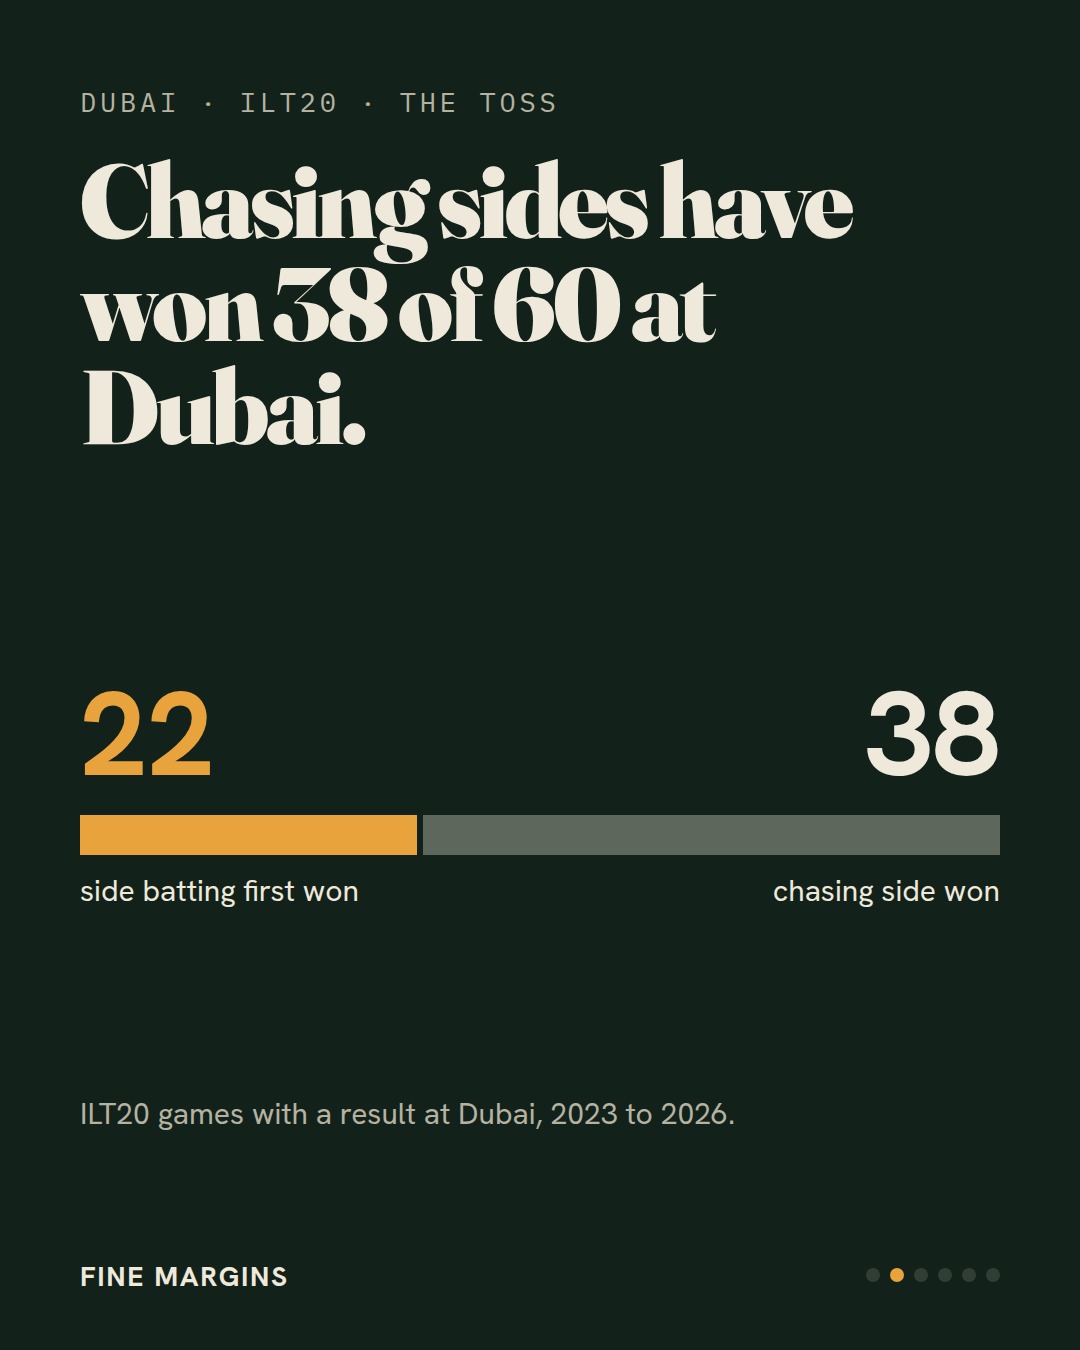 DUBAI · ILT20 · THE TOSS
Chasing sides have
won 38 of 60 at
Dubai.
22 38
side batting first won chasing side won
ILT20 games with a result at Dubai, 2023 to 2026.
FINE MARGINS